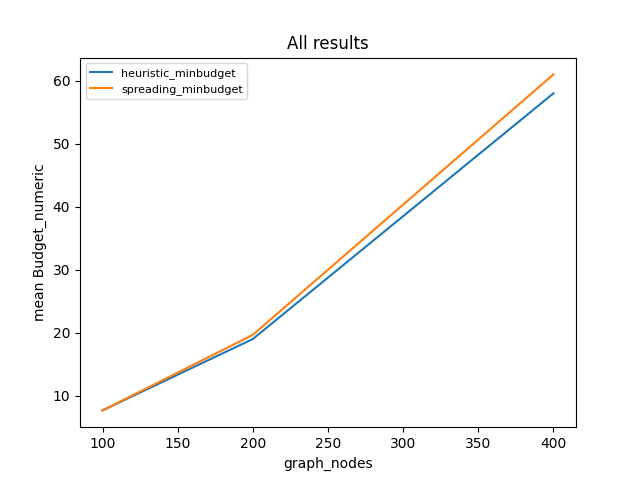 All results
heuristic_minbudget
spreading_minbudget
mean Budget_numeric
60
50
40
30
20
10
100 150 200 250 300 350 400
graph_nodes